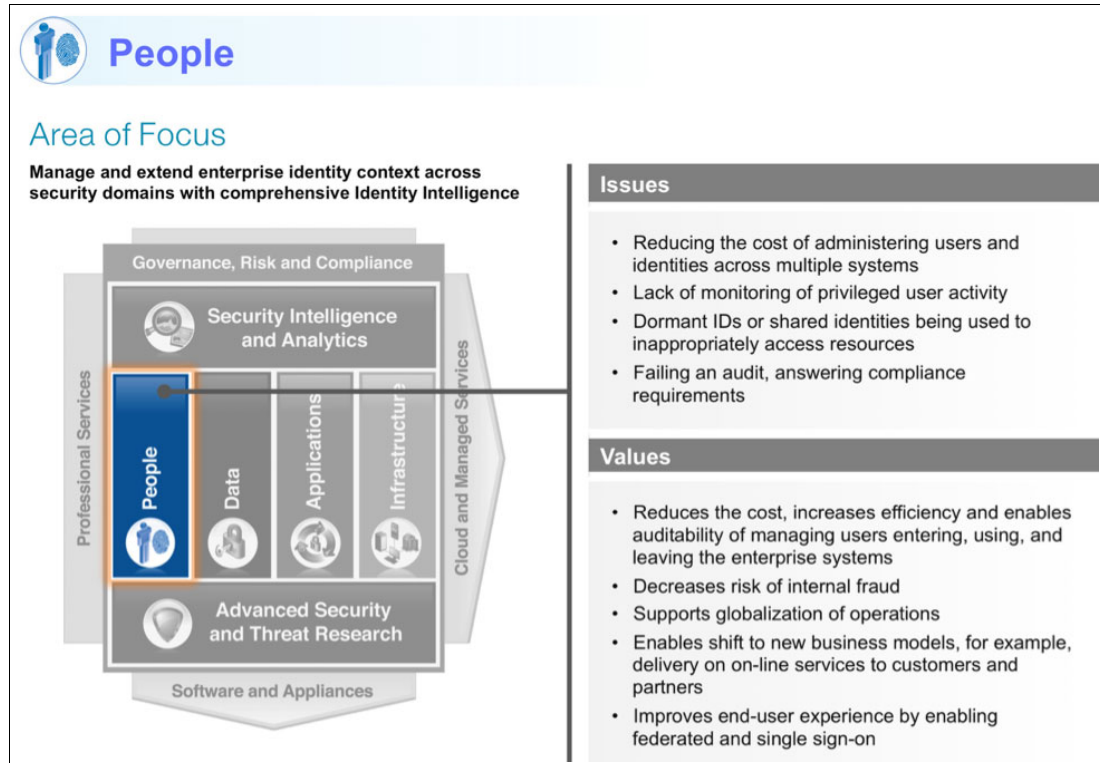 People
Area of Focus
Manage and extend enterprise identity context across
security domains with comprehensive Identity Intelligence
Governance, Risk and Compliance
Security Intelligence
and Analytics
Professional Services
People
Data
Applications
Infrastructure
Cloud and Managed Services
Advanced Security
and Threat Research
Software and Appliances
Issues
• Reducing the cost of administering users and
identities across multiple systems
• Lack of monitoring of privileged user activity
• Dormant IDs or shared identities being used to
inappropriately access resources
• Failing an audit, answering compliance
requirements
Values
• Reduces the cost, increases efficiency and enables
auditability of managing users entering, using, and
leaving the enterprise systems
• Decreases risk of internal fraud
• Supports globalization of operations
• Enables shift to new business models, for example,
delivery on on-line services to customers and
partners
• Improves end-user experience by enabling
federated and single sign-on